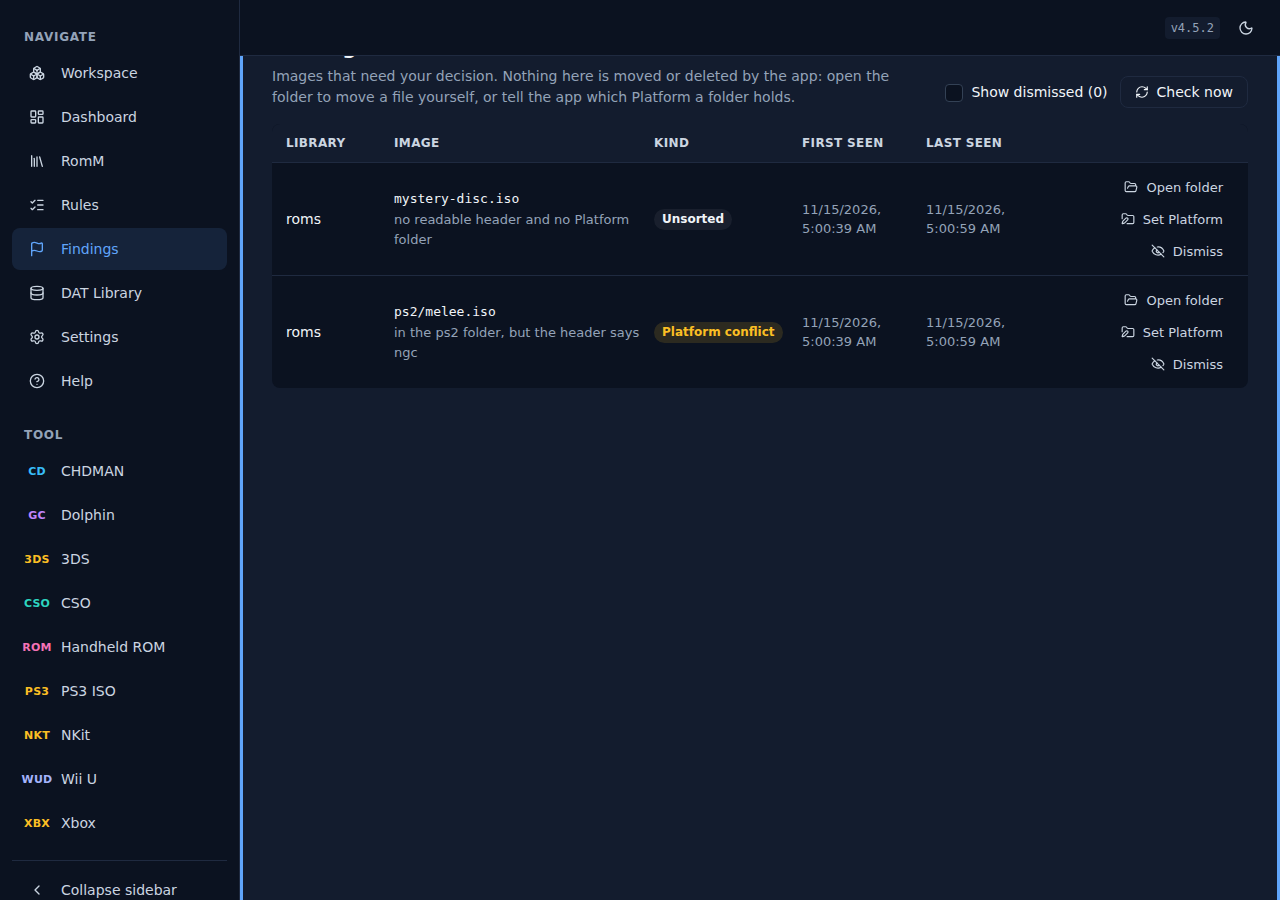 NAVIGATE
Workspace
Dashboard
RomM
Rules
Findings
DAT Library
Settings
Help
TOOL
CD CHDMAN
GC Dolphin
3DS 3DS
CSO CSO
ROM Handheld ROM
PS3 PS3 ISO
NKT NKit
WUD Wii U
XBX Xbox
Collapse sidebar
v4.5.2
Images that need your decision. Nothing here is moved or deleted by the app: open the
folder to move a file yourself, or tell the app which Platform a folder holds.
Show dismissed (0)
Check now
LIBRARY IMAGE KIND FIRST SEEN LAST SEEN
roms
mystery-disc.iso
no readable header and no Platform
folder
Unsorted
11/15/2026,
5:00:39 AM
11/15/2026,
5:00:59 AM
Open folder
Set Platform
Dismiss
roms
ps2/melee.iso
in the ps2 folder, but the header says
ngc
Platform conflict
11/15/2026,
5:00:39 AM
11/15/2026,
5:00:59 AM
Open folder
Set Platform
Dismiss